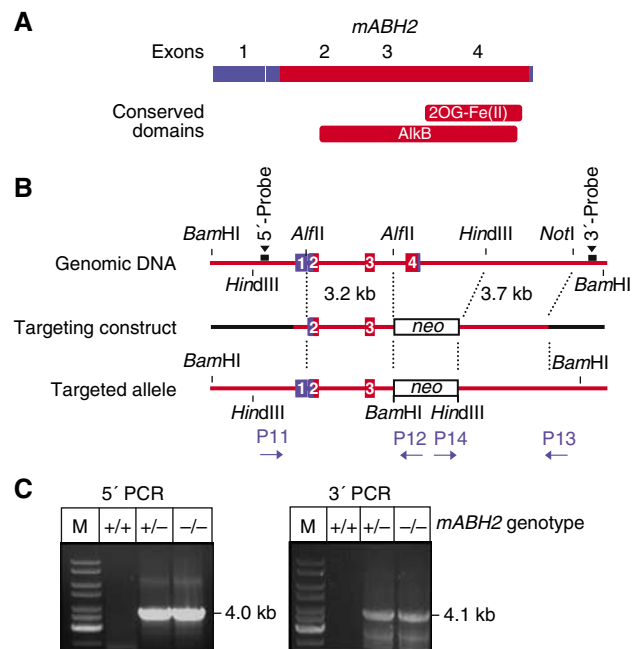 A
mABH2
Exons 1 2 3 4
Conserved domains
2OG-Fe(II)
AlkB
B
5´-Probe
3´-Probe
BamHI AlfII AlfII HindIII NotI
Genomic DNA
1 2 3 4
HindIII 3.2 kb 3.7 kb BamHI
Targeting construct
2 3 neo
BamHI BamHI
Targeted allele
1 2 3 neo
HindIII BamHI HindIII
P11 P12 P14 P13
C
5´ PCR 3´ PCR
M +/+ +/– –/– M +/+ +/– –/– mABH2 genotype
4.0 kb 4.1 kb